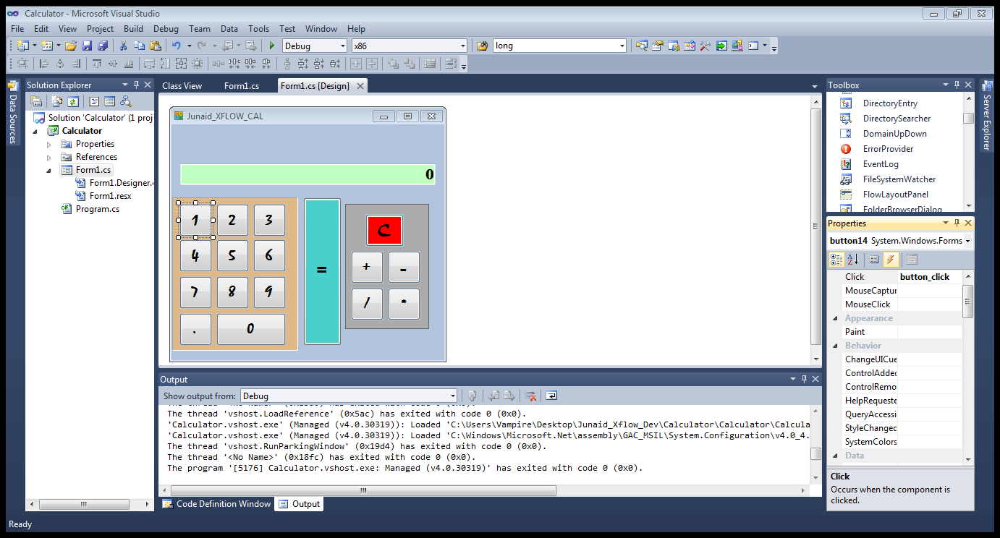 Calculator - Microsoft Visual Studio
File Edit View Project Build Debug Team Data Tools Test Window Help
Debug x86 long
Data Sources
Solution Explorer
Solution 'Calculator' (1 proj
Calculator
Properties
References
Form1.cs
Form1.Designer.c
Form1.resx
Program.cs
Class View Form1.cs Form1.cs [Design]
Junaid_XFLOW_CAL
0
1 2 3
4 5 6
7 8 9
. 0
=
C
+ -
/ *
Output
Show output from: Debug
The thread 'vshost.LoadReference' (0x5ac) has exited with code 0 (0x0).
'Calculator.vshost.exe' (Managed (v4.0.30319)): Loaded 'C:\Users\Vampire\Desktop\Junaid_Xflow_Dev\Calculator\Calculator\Calcula
'Calculator.vshost.exe' (Managed (v4.0.30319)): Loaded 'C:\Windows\Microsoft.Net\assembly\GAC_MSIL\System.Configuration\v4.0_4.
The thread 'vshost.RunParkingWindow' (0x19d4) has exited with code 0 (0x0).
The thread '<No Name>' (0x18fc) has exited with code 0 (0x0).
The program '[5176] Calculator.vshost.exe: Managed (v4.0.30319)' has exited with code 0 (0x0).
Code Definition Window Output
Toolbox
DirectoryEntry
DirectorySearcher
DomainUpDown
ErrorProvider
EventLog
FileSystemWatcher
FlowLayoutPanel
FolderBrowserDialog
Server Explorer
Properties
button14 System.Windows.Forms
Click button_click
MouseCaptur
MouseClick
Appearance
Paint
Behavior
ChangeUICue
ControlAdded
ControlRemo
HelpRequeste
QueryAccessi
StyleChanged
SystemColors
Data
Click
Occurs when the component is
clicked.
Ready